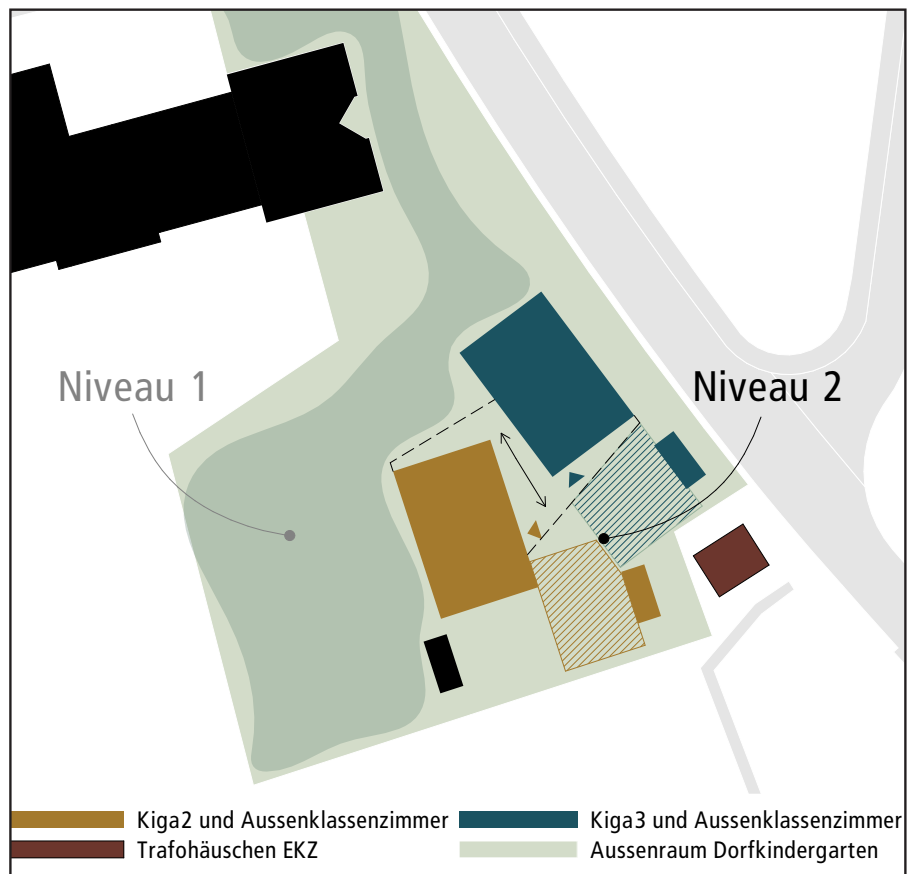 Niveau 1
Niveau 2
Kiga2 und Aussenklassenzimmer
Kiga3 und Aussenklassenzimmer
Trafohäuschen EKZ
Aussenraum Dorfkindergarten